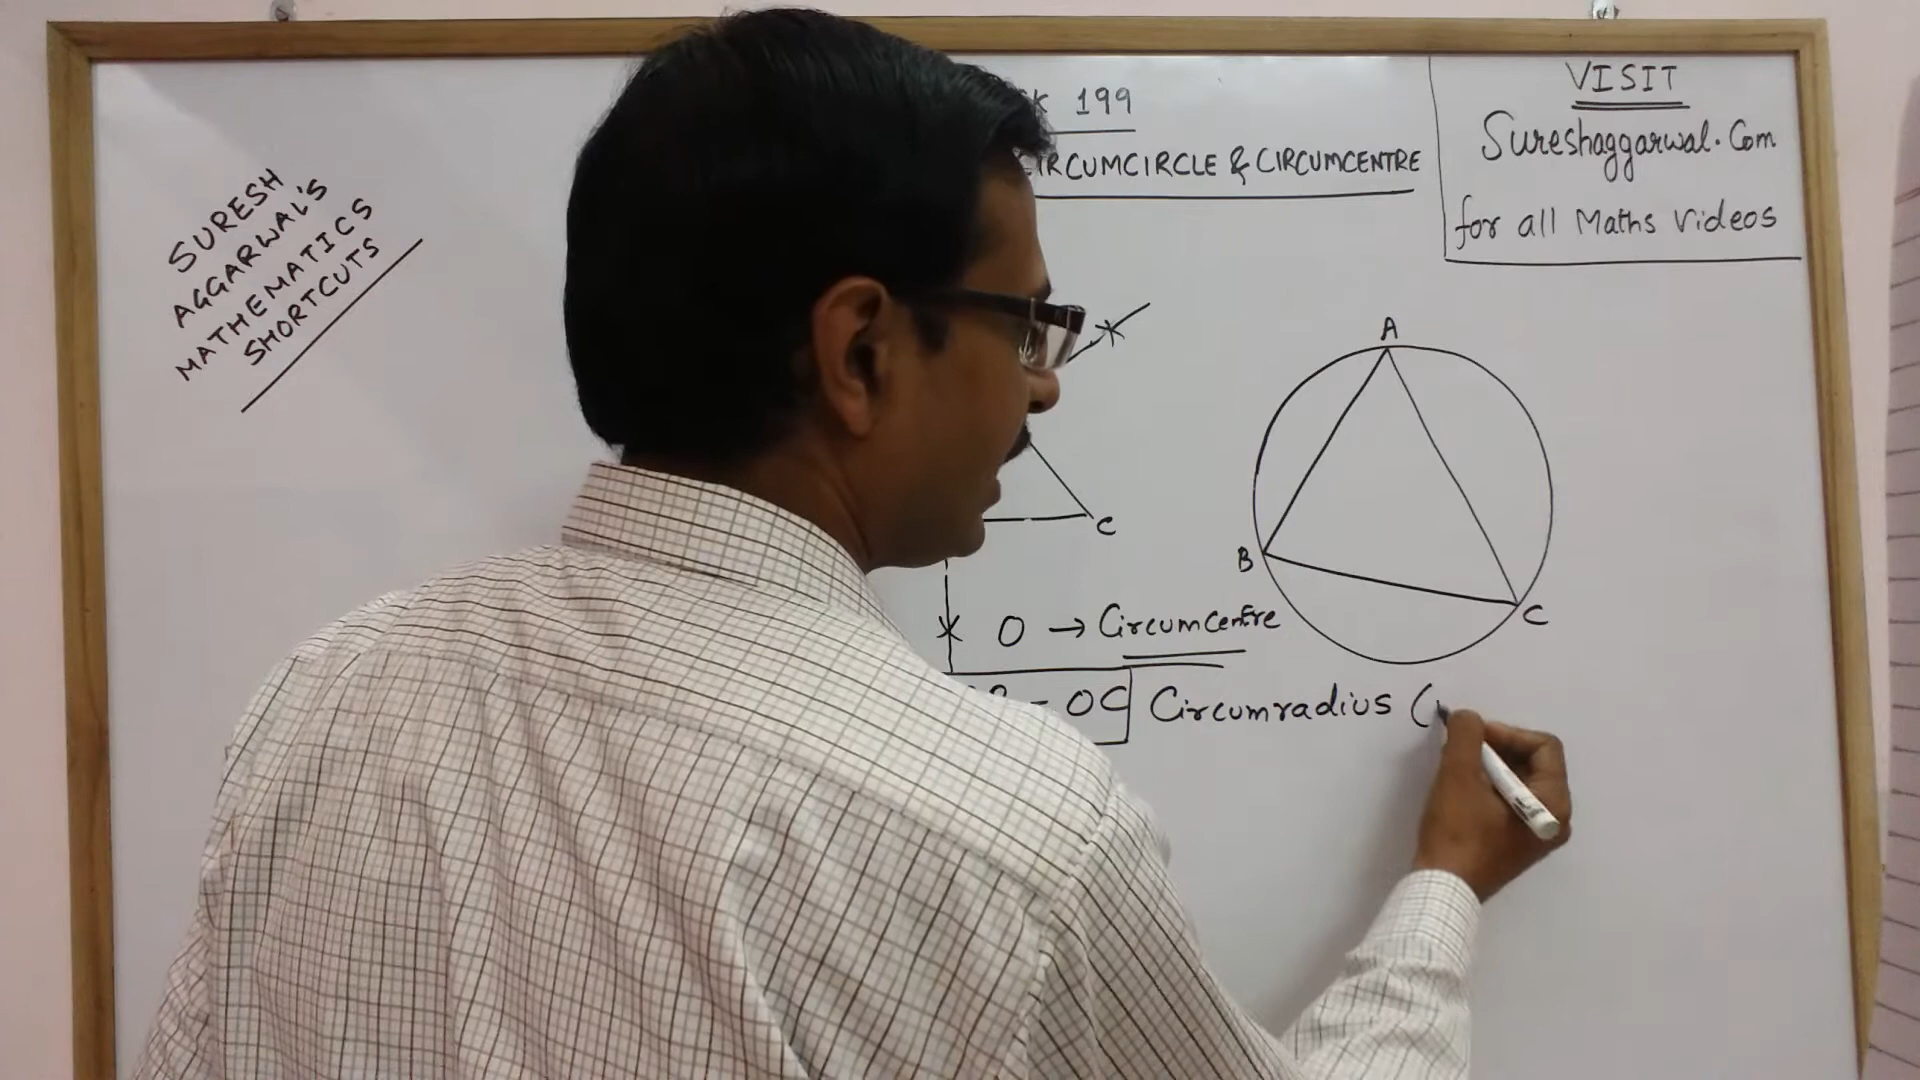 SURESH
AGGARWAL'S
MATHEMATICS
SHORTCUTS
K 199
CIRCUMCIRCLE & CIRCUMCENTRE
VISIT
Sureshaggarwal.Com
for all Maths Videos
A
B
C
C
O → Circumcentre
= OC Circumradius (